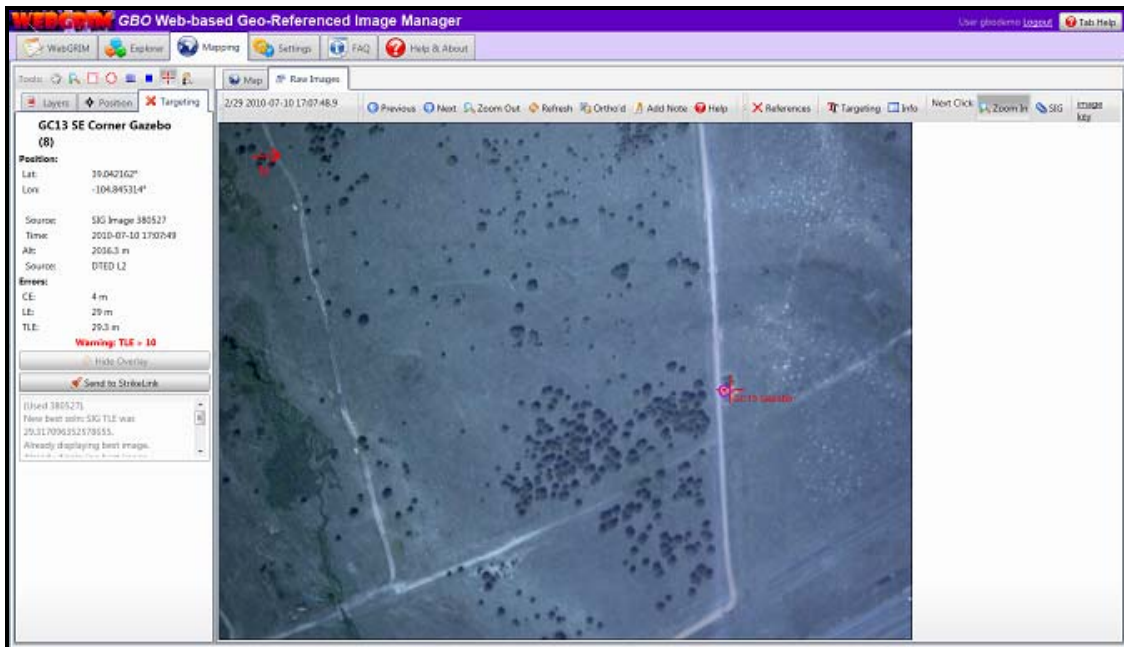 WEBGRIM GBO Web-based Geo-Referenced Image Manager
User gbodemo Logout Tab Help
WebGRIM Explorer Mapping Settings FAQ Help & About
Tools:
Map Raw Images
Layers Position Targeting
2/29 2010-07-10 17:07:48.9 Previous Next Zoom Out Refresh Ortho'd Add Note Help References Targeting Info Next Click: Zoom In SIG image key
GC13 SE Corner Gazebo
(8)
Position:
Lat: 39.042162°
Lon: -104.845314°
Source: SIG Image 380527
Time: 2010-07-10 17:07:49
Alt: 2016.3 m
Source: DTED L2
Errors:
CE: 4 m
LE: 29 m
TLE: 29.3 m
Warning: TLE > 10
Hide Overlay
Send to StrikeLink
(Used 380527).
New best soln: SIG TLE was
29.317096352578655.
Already displaying best image.
GC13 Gazebo